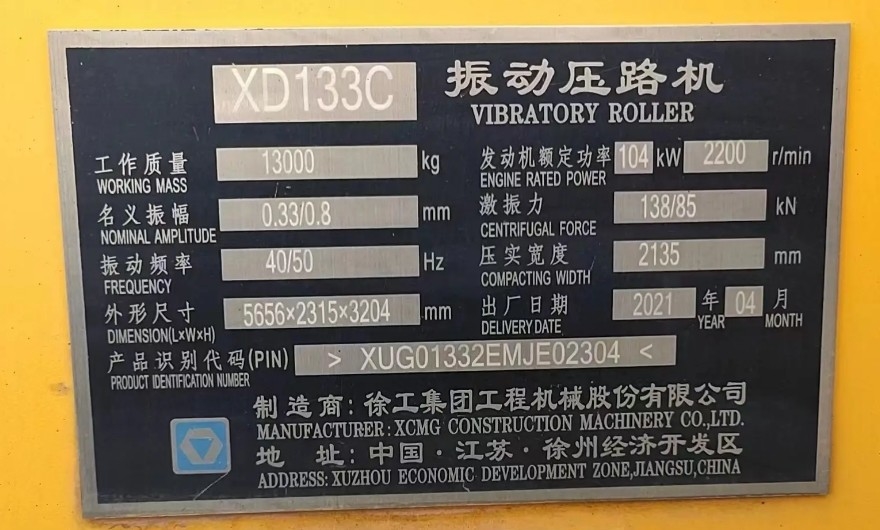 XD133C 振动压路机
VIBRATORY ROLLER
工作质量 13000 kg
WORKING MASS
发动机额定功率 104 kW 2200 r/min
ENGINE RATED POWER
名义振幅 0.33/0.8 mm
NOMINAL AMPLITUDE
激振力 138/85 kN
CENTRIFUGAL FORCE
振动频率 40/50 Hz
FREQUENCY
压实宽度 2135 mm
COMPACTING WIDTH
外形尺寸 5656×2315×3204 mm
DIMENSION(L×W×H)
出厂日期 2021 年 04 月
DELIVERY DATE YEAR MONTH
产品识别代码(PIN) > XUG01332EMJE02304 <
PRODUCT IDENTIFICATION NUMBER
制造商:徐工集团工程机械股份有限公司
MANUFACTURER: XCMG CONSTRUCTION MACHINERY CO.,LTD.
地 址:中国·江苏·徐州经济开发区
ADDRESS: XUZHOU ECONOMIC DEVELOPMENT ZONE,JIANGSU,CHINA